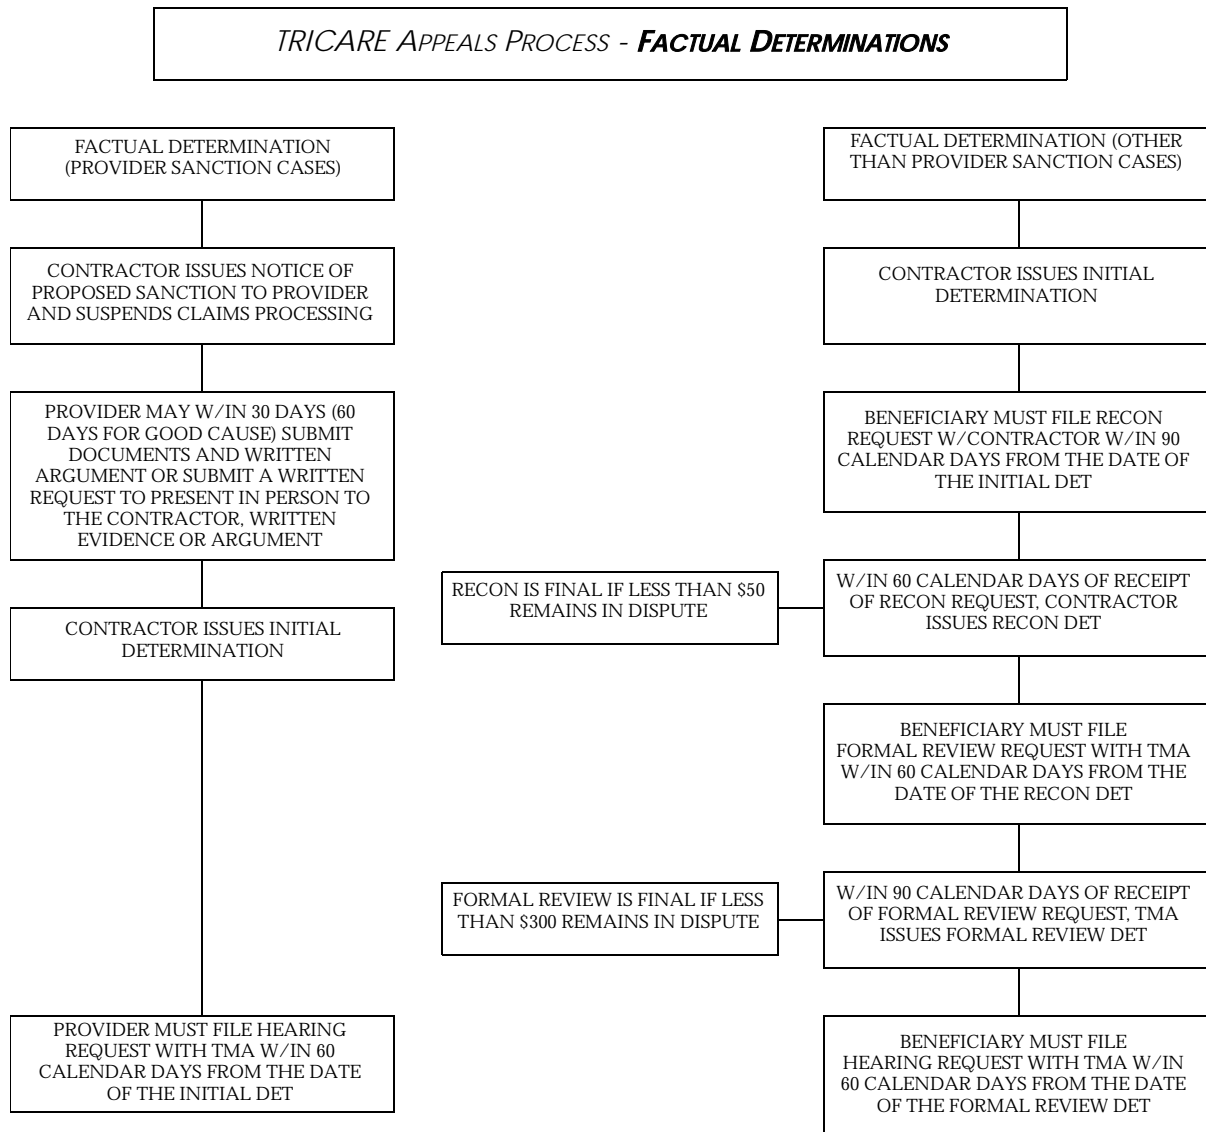 TRICARE APPEALS PROCESS - FACTUAL DETERMINATIONS
FACTUAL DETERMINATION
(PROVIDER SANCTION CASES)
CONTRACTOR ISSUES NOTICE OF
PROPOSED SANCTION TO PROVIDER
AND SUSPENDS CLAIMS PROCESSING
PROVIDER MAY W/IN 30 DAYS (60
DAYS FOR GOOD CAUSE) SUBMIT
DOCUMENTS AND WRITTEN
ARGUMENT OR SUBMIT A WRITTEN
REQUEST TO PRESENT IN PERSON TO
THE CONTRACTOR, WRITTEN
EVIDENCE OR ARGUMENT
CONTRACTOR ISSUES INITIAL
DETERMINATION
PROVIDER MUST FILE HEARING
REQUEST WITH TMA W/IN 60
CALENDAR DAYS FROM THE DATE
OF THE INITIAL DET
FACTUAL DETERMINATION (OTHER
THAN PROVIDER SANCTION CASES)
CONTRACTOR ISSUES INITIAL
DETERMINATION
BENEFICIARY MUST FILE RECON
REQUEST W/CONTRACTOR W/IN 90
CALENDAR DAYS FROM THE DATE OF
THE INITIAL DET
RECON IS FINAL IF LESS THAN $50
REMAINS IN DISPUTE
W/IN 60 CALENDAR DAYS OF RECEIPT
OF RECON REQUEST, CONTRACTOR
ISSUES RECON DET
BENEFICIARY MUST FILE
FORMAL REVIEW REQUEST WITH TMA
W/IN 60 CALENDAR DAYS FROM THE
DATE OF THE RECON DET
FORMAL REVIEW IS FINAL IF LESS
THAN $300 REMAINS IN DISPUTE
W/IN 90 CALENDAR DAYS OF RECEIPT
OF FORMAL REVIEW REQUEST, TMA
ISSUES FORMAL REVIEW DET
BENEFICIARY MUST FILE
HEARING REQUEST WITH TMA W/IN
60 CALENDAR DAYS FROM THE DATE
OF THE FORMAL REVIEW DET